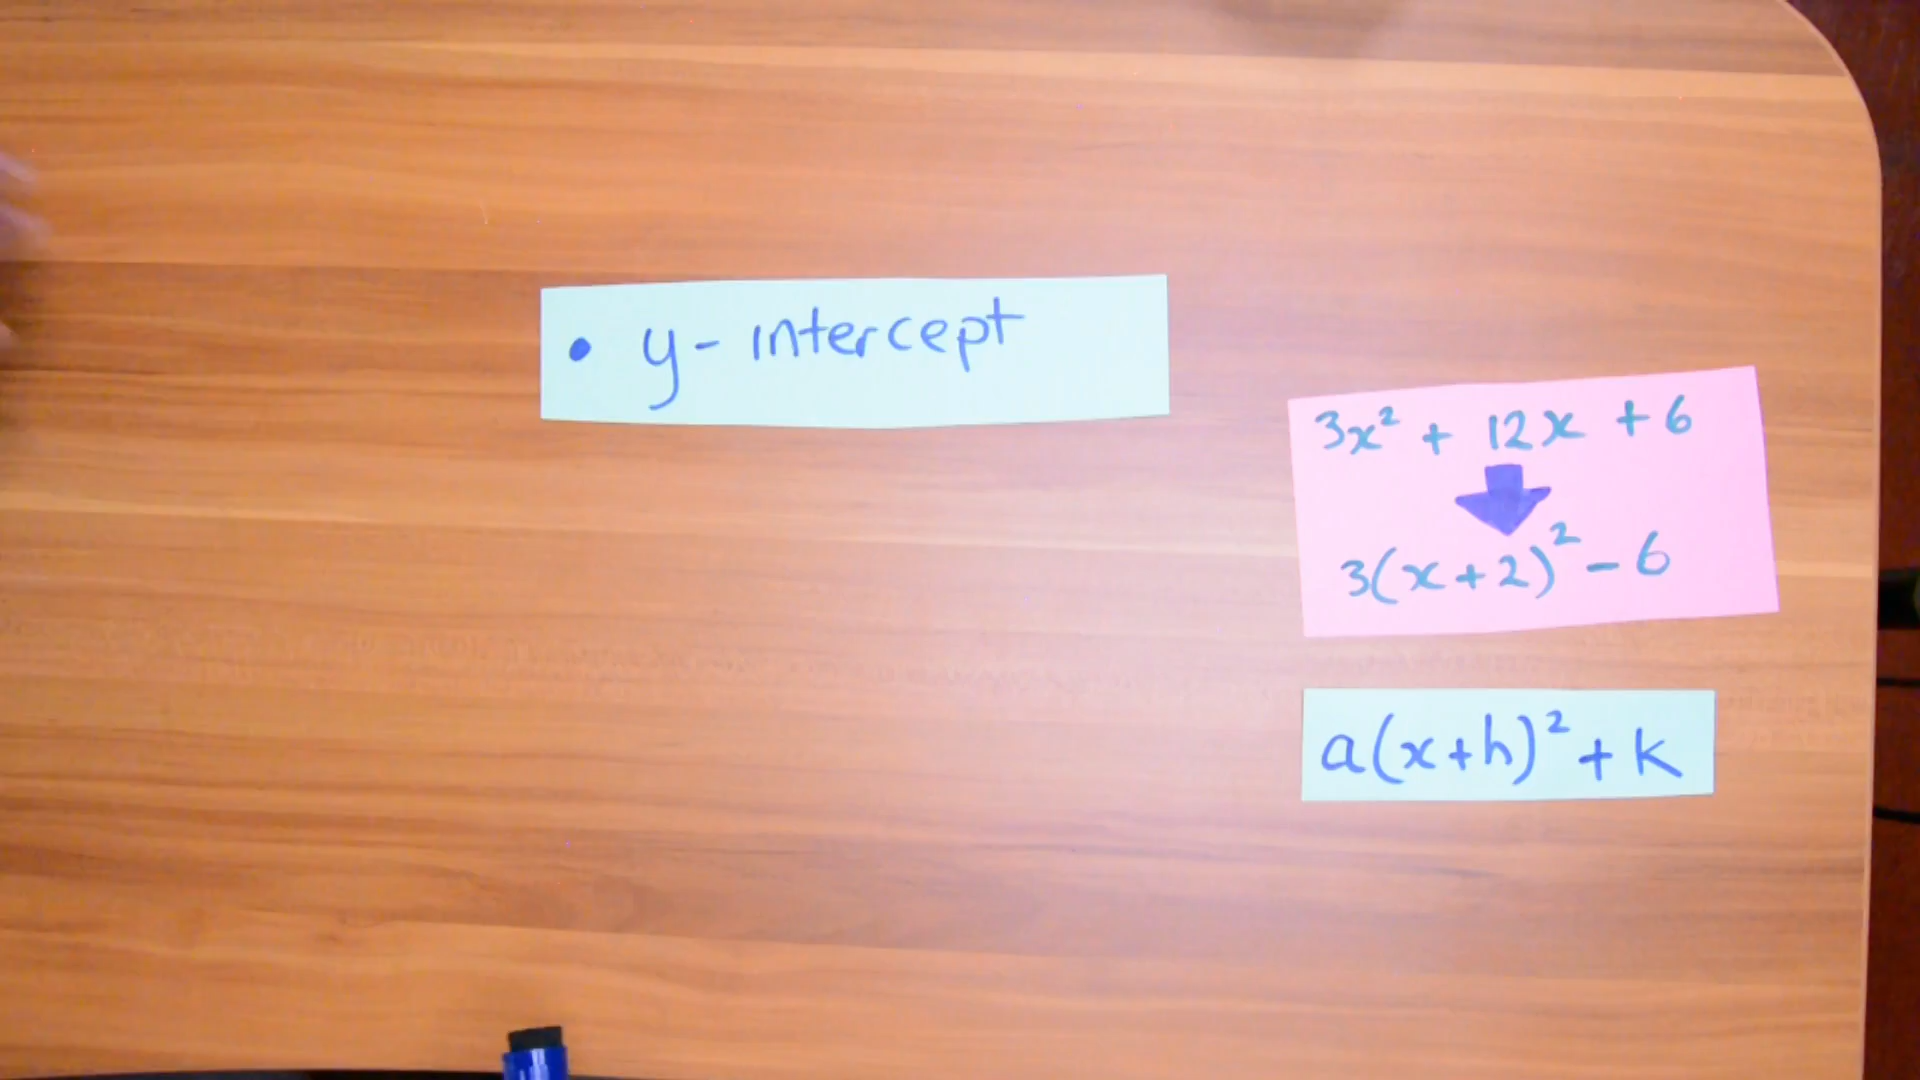 • y-intercept
3x² + 12x + 6
3(x+2)² - 6
a(x+h)² + k